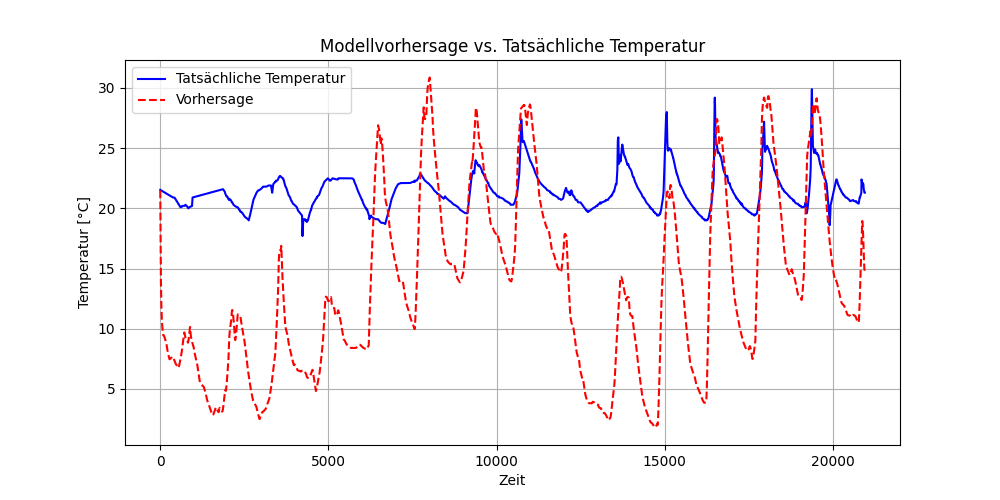 Modellvorhersage vs. Tatsächliche Temperatur
Tatsächliche Temperatur
Vorhersage
30
25
20
15
10
5
Temperatur [°C]
0
5000
10000
15000
20000
Zeit